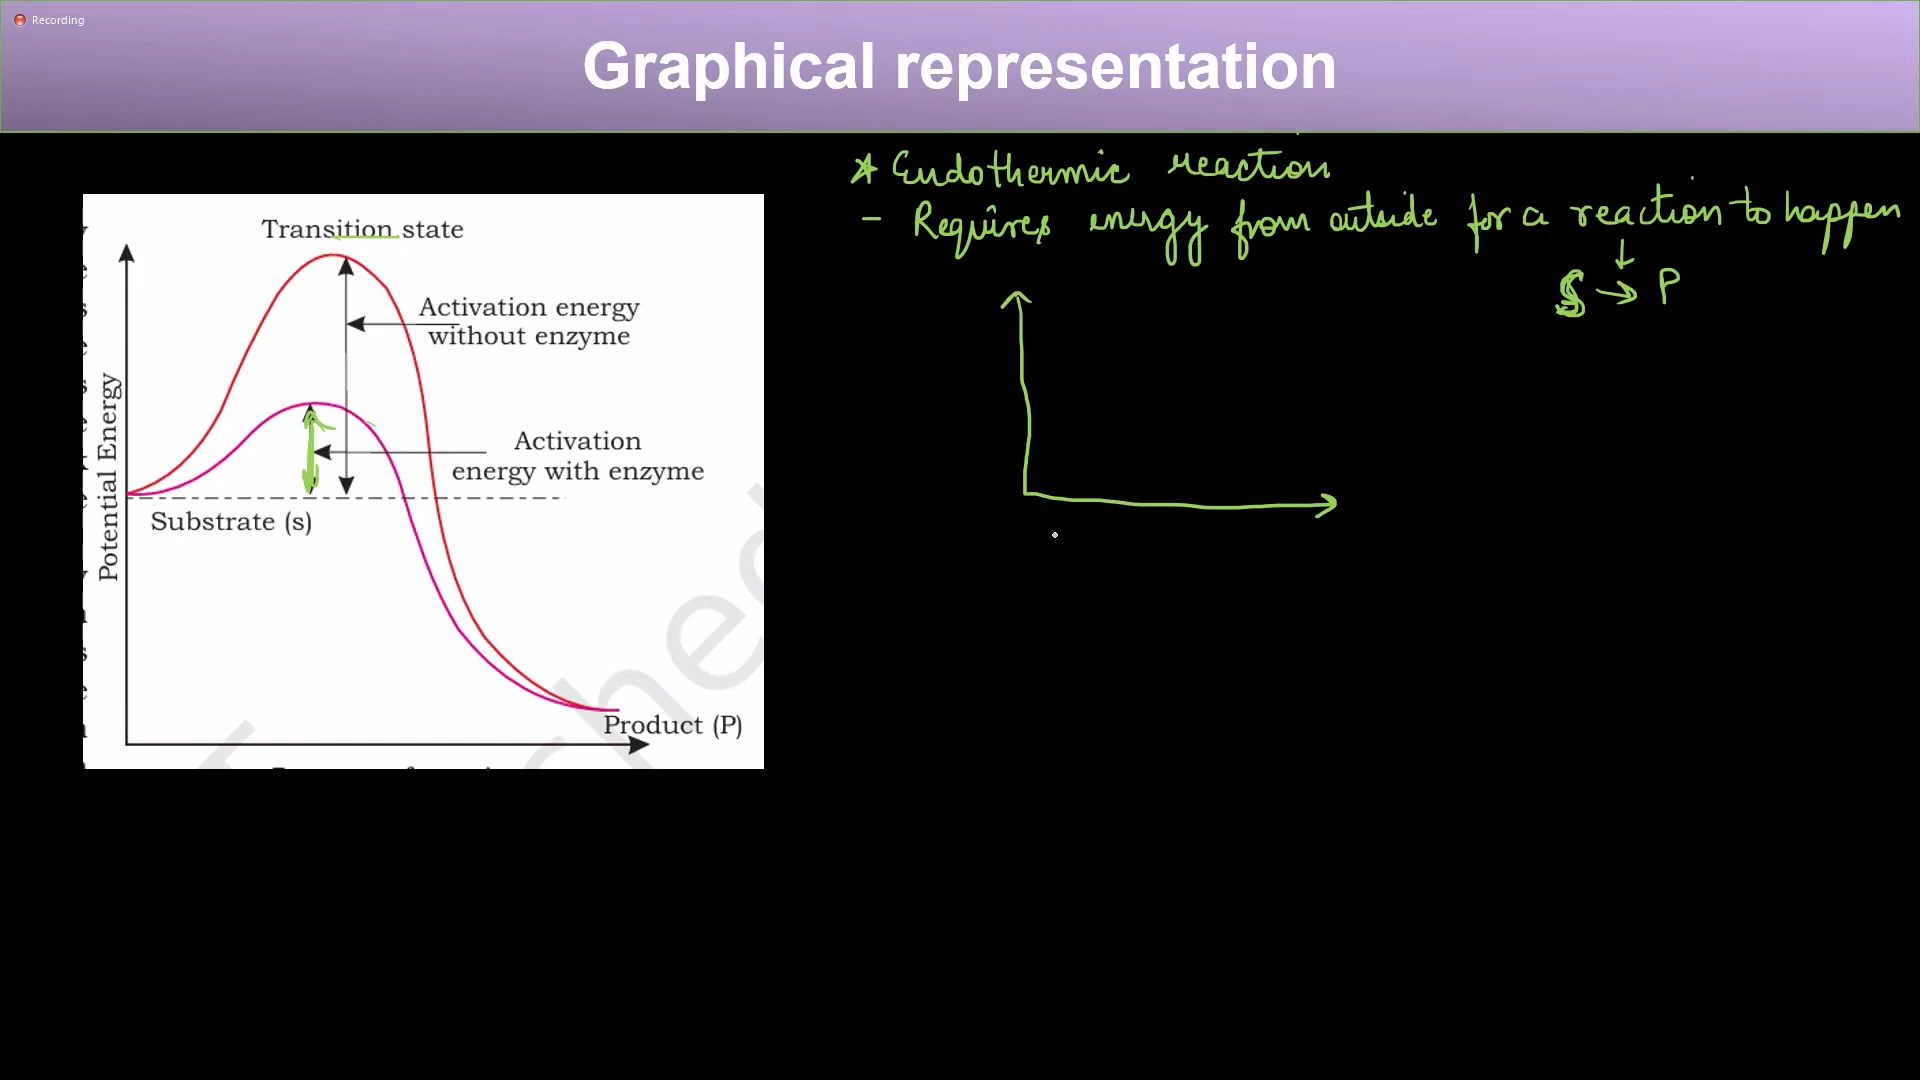 Recording
Graphical representation
* Endothermic reaction
- Requires energy from outside for a reaction to happen
↓
S → P
Transition state
Activation energy
without enzyme
Activation
energy with enzyme
Potential Energy
Substrate (s)
Product (P)